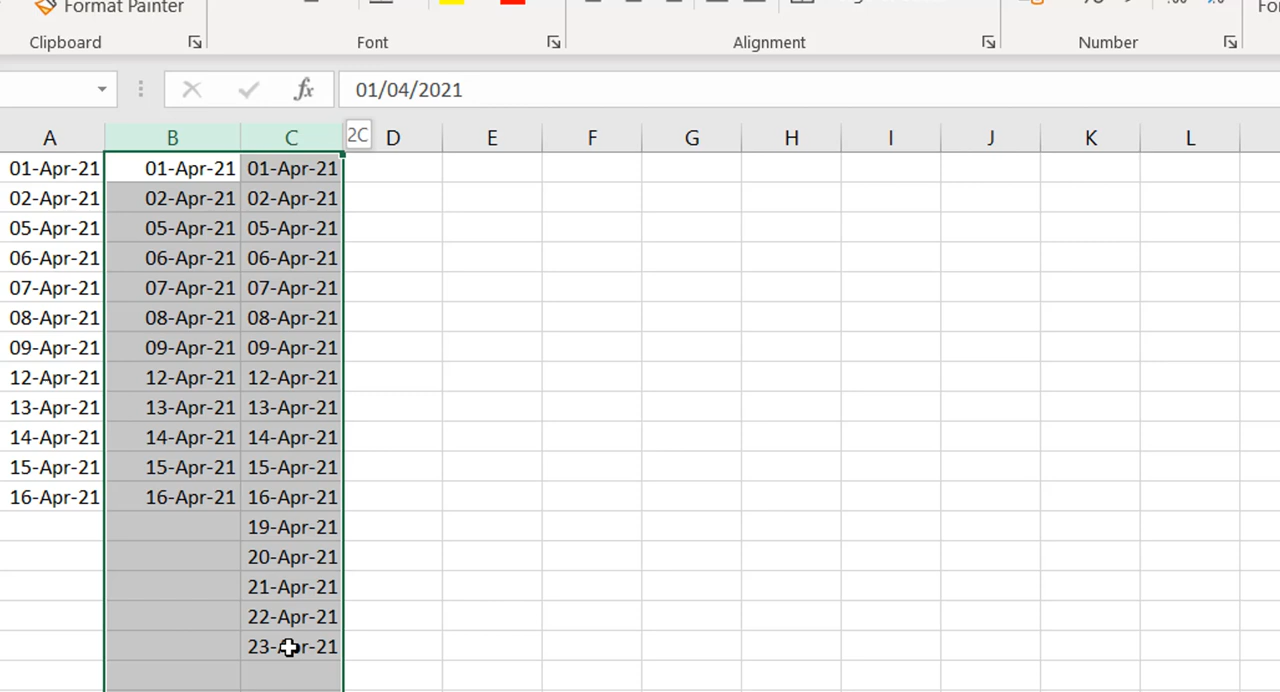 Format Painter
Clipboard Font Alignment Number
fx 01/04/2021
A B C 2C D E F G H I J K L
01-Apr-21 01-Apr-21 01-Apr-21
02-Apr-21 02-Apr-21 02-Apr-21
05-Apr-21 05-Apr-21 05-Apr-21
06-Apr-21 06-Apr-21 06-Apr-21
07-Apr-21 07-Apr-21 07-Apr-21
08-Apr-21 08-Apr-21 08-Apr-21
09-Apr-21 09-Apr-21 09-Apr-21
12-Apr-21 12-Apr-21 12-Apr-21
13-Apr-21 13-Apr-21 13-Apr-21
14-Apr-21 14-Apr-21 14-Apr-21
15-Apr-21 15-Apr-21 15-Apr-21
16-Apr-21 16-Apr-21 16-Apr-21
19-Apr-21
20-Apr-21
21-Apr-21
22-Apr-21
23-Apr-21